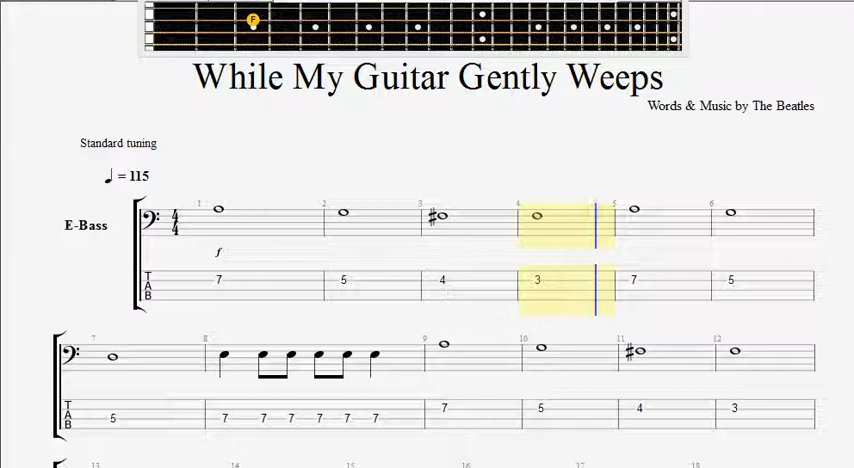 F
While My Guitar Gently Weeps
Words & Music by The Beatles
Standard tuning
= 115
1 2 3 4 5 6
E-Bass
4
4
f
T A B 7 5 4 3 7 5
7 8 9 10 11 12
T A B 5 7 7 7 7 7 7 7 5 4 3
13 14 15 16 17 18